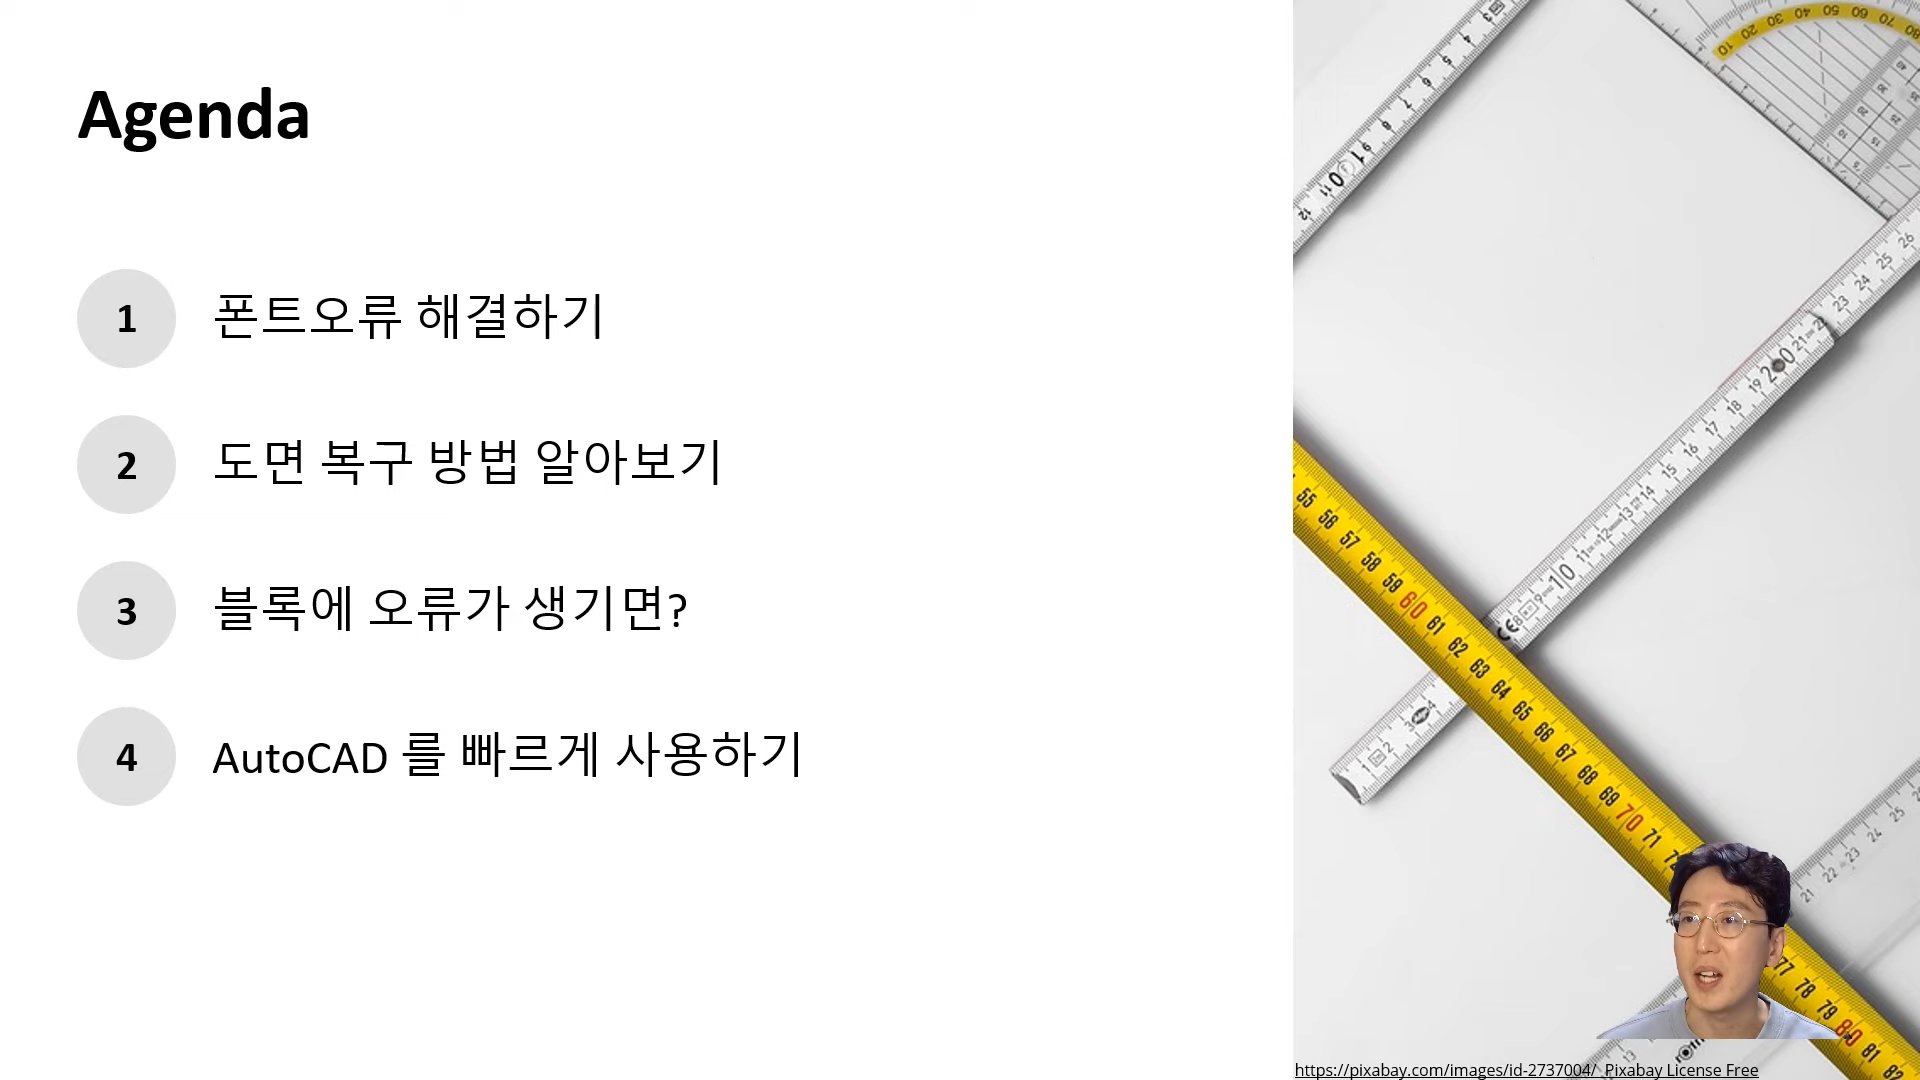 Agenda
1 폰트오류 해결하기
2 도면 복구 방법 알아보기
3 블록에 오류가 생기면?
4 AutoCAD 를 빠르게 사용하기
https://pixabay.com/images/id-2737004/ Pixabay License Free